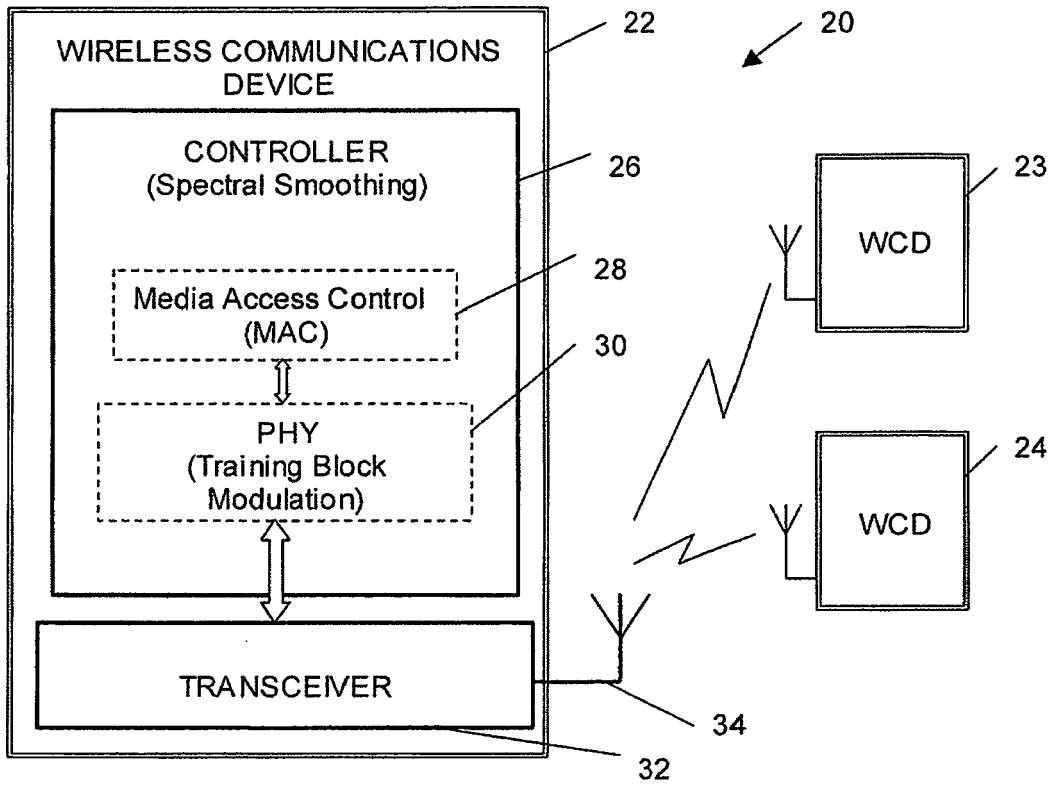 WIRELESS COMMUNICATIONS
DEVICE
22
20
CONTROLLER
(Spectral Smoothing)
26
23
WCD
Media Access Control
(MAC)
28
30
PHY
(Training Block
Modulation)
24
WCD
TRANSCEIVER
34
32